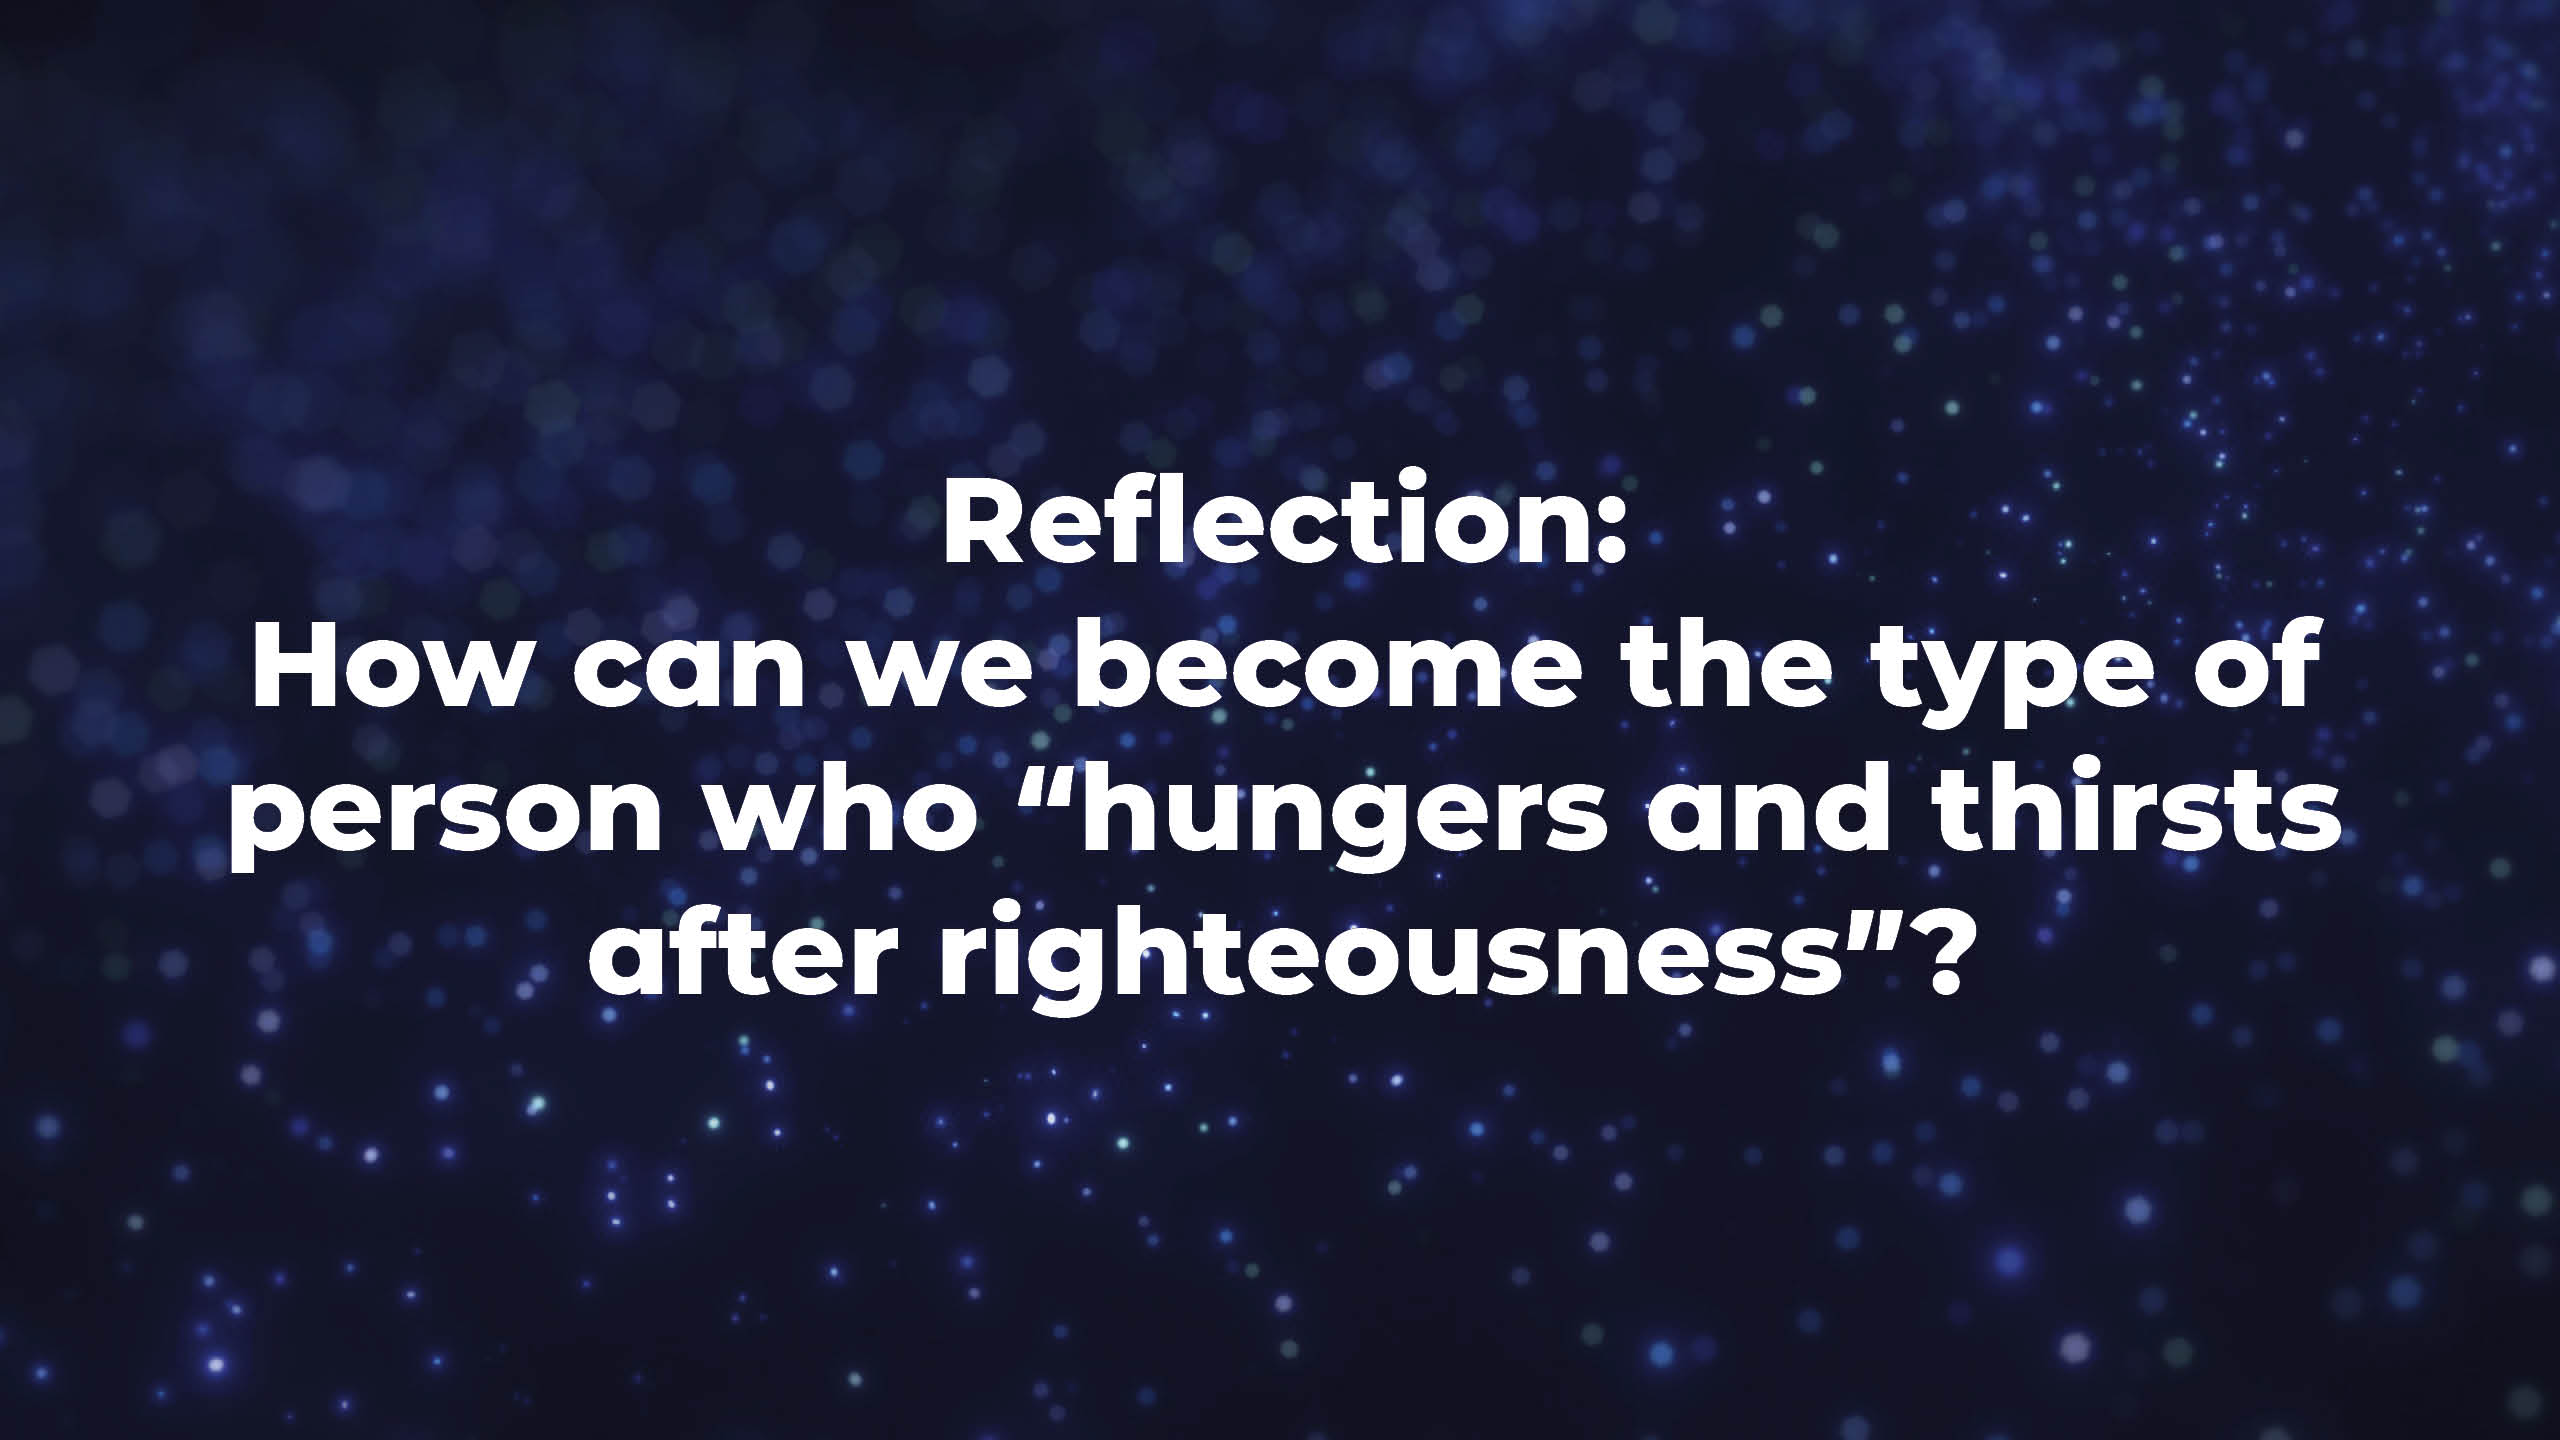 Reflection:
How can we become the type of
person who “hungers and thirsts
after righteousness”?